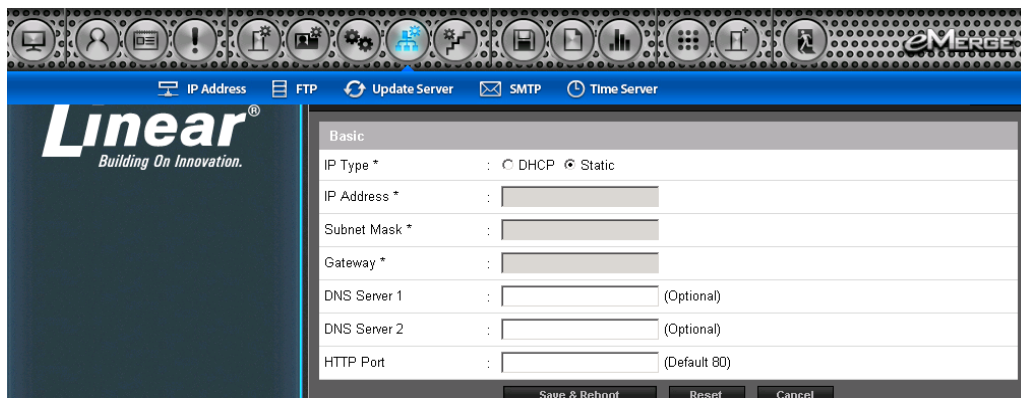 eMERGE
IP Address FTP Update Server SMTP Time Server
Linear®
Building On Innovation.
Basic
IP Type * : DHCP Static
IP Address * :
Subnet Mask * :
Gateway * :
DNS Server 1 : (Optional)
DNS Server 2 : (Optional)
HTTP Port : (Default 80)
Save & Reboot Reset Cancel